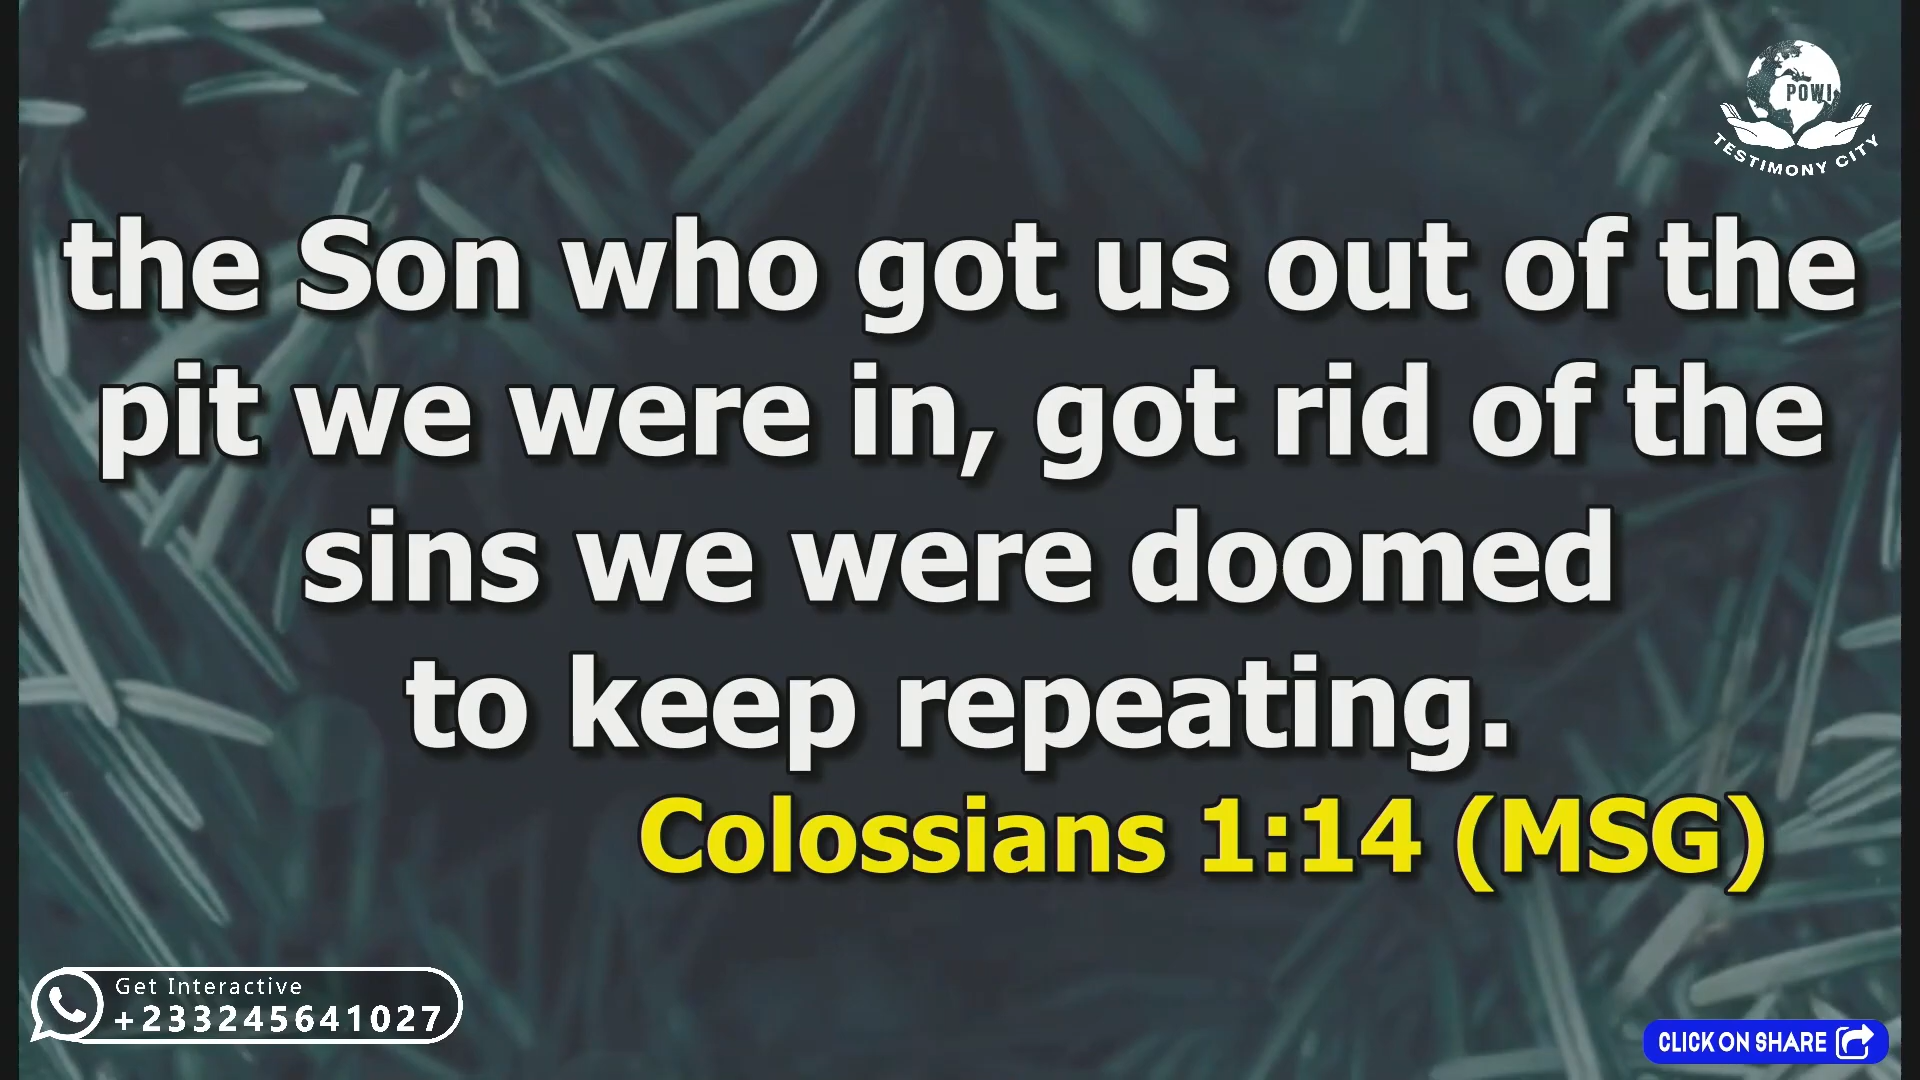 POWI
TESTIMONY CITY
the Son who got us out of the
pit we were in, got rid of the
sins we were doomed
to keep repeating.
Colossians 1:14 (MSG)
Get Interactive
+233245641027
CLICK ON SHARE